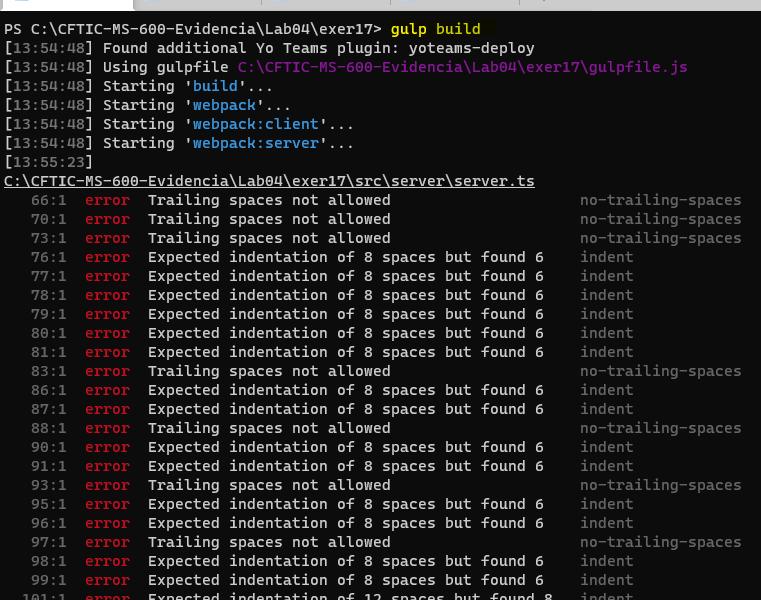 PS C:\CFTIC-MS-600-Evidencia\Lab04\exer17> gulp build
[13:54:48] Found additional Yo Teams plugin: yoteams-deploy
[13:54:48] Using gulpfile C:\CFTIC-MS-600-Evidencia\Lab04\exer17\gulpfile.js
[13:54:48] Starting 'build'...
[13:54:48] Starting 'webpack'...
[13:54:48] Starting 'webpack:client'...
[13:54:48] Starting 'webpack:server'...
[13:55:23]
C:\CFTIC-MS-600-Evidencia\Lab04\exer17\src\server\server.ts
66:1 error Trailing spaces not allowed no-trailing-spaces
70:1 error Trailing spaces not allowed no-trailing-spaces
73:1 error Trailing spaces not allowed no-trailing-spaces
76:1 error Expected indentation of 8 spaces but found 6 indent
77:1 error Expected indentation of 8 spaces but found 6 indent
78:1 error Expected indentation of 8 spaces but found 6 indent
79:1 error Expected indentation of 8 spaces but found 6 indent
80:1 error Expected indentation of 8 spaces but found 6 indent
81:1 error Expected indentation of 8 spaces but found 6 indent
83:1 error Trailing spaces not allowed no-trailing-spaces
86:1 error Expected indentation of 8 spaces but found 6 indent
87:1 error Expected indentation of 8 spaces but found 6 indent
88:1 error Trailing spaces not allowed no-trailing-spaces
90:1 error Expected indentation of 8 spaces but found 6 indent
91:1 error Expected indentation of 8 spaces but found 6 indent
93:1 error Trailing spaces not allowed no-trailing-spaces
95:1 error Expected indentation of 8 spaces but found 6 indent
96:1 error Expected indentation of 8 spaces but found 6 indent
97:1 error Trailing spaces not allowed no-trailing-spaces
98:1 error Expected indentation of 8 spaces but found 6 indent
99:1 error Expected indentation of 8 spaces but found 6 indent
101:1 error Expected indentation of 12 spaces but found 8 indent